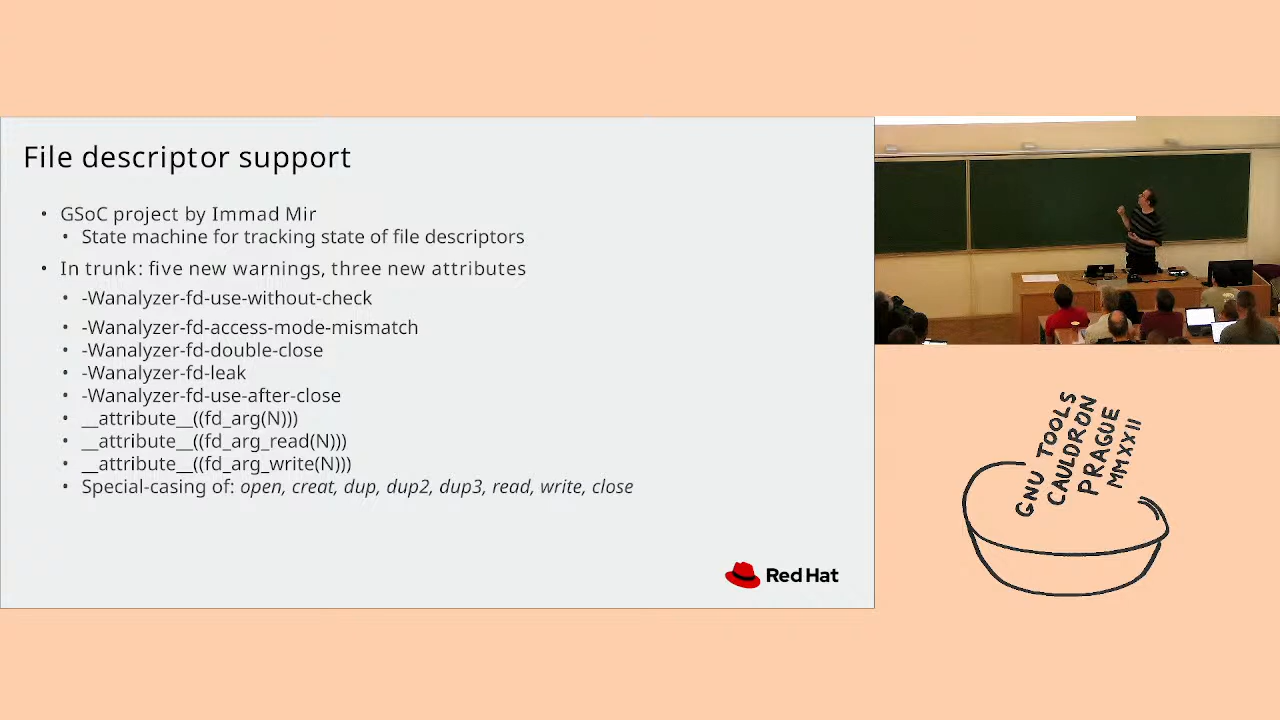 File descriptor support
• GSoC project by Immad Mir
• State machine for tracking state of file descriptors
• In trunk: five new warnings, three new attributes
• -Wanalyzer-fd-use-without-check
• -Wanalyzer-fd-access-mode-mismatch
• -Wanalyzer-fd-double-close
• -Wanalyzer-fd-leak
• -Wanalyzer-fd-use-after-close
• __attribute__((fd_arg(N)))
• __attribute__((fd_arg_read(N)))
• __attribute__((fd_arg_write(N)))
• Special-casing of: open, creat, dup, dup2, dup3, read, write, close
Red Hat
GNU TOOLS
CAULDRON
PRAGUE
MMXXII